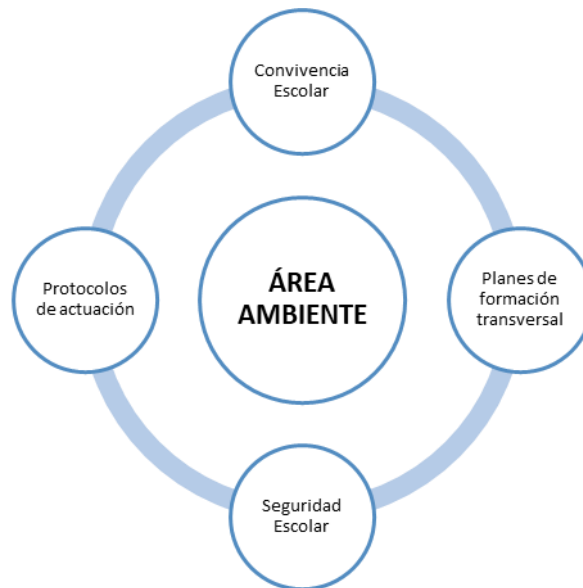 Convivencia
Escolar
Protocolos
de actuación
ÁREA
AMBIENTE
Planes de
formación
transversal
Seguridad
Escolar